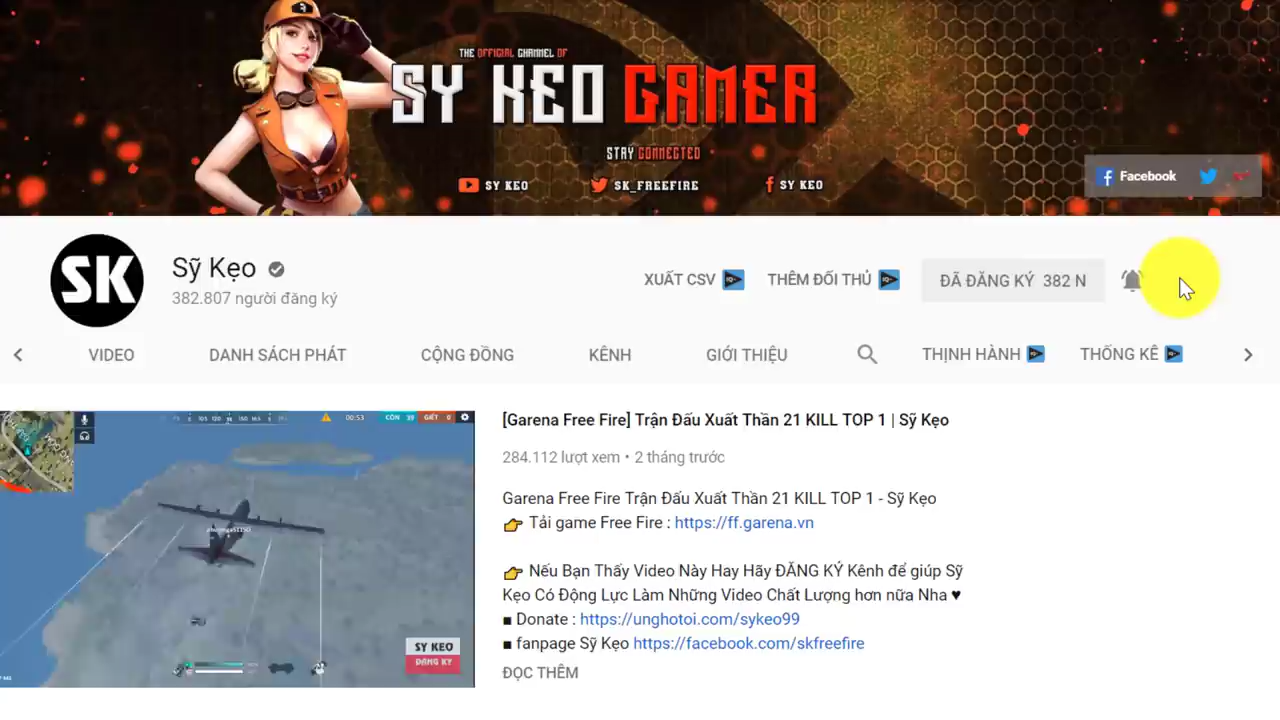 THE OFFICIAL CHANNEL OF
SY KEO GAMER
STAY CONNECTED
SY KEO
SK_FREEFIRE
SY KEO
Facebook
SK
Sỹ Kẹo
382.807 người đăng ký
XUẤT CSV
THÊM ĐỐI THỦ
ĐÃ ĐĂNG KÝ 382 N
VIDEO
DANH SÁCH PHÁT
CỘNG ĐỒNG
KÊNH
GIỚI THIỆU
THỊNH HÀNH
THỐNG KÊ
00:53
CÒN 39
GIẾT 0
SY KEO
ĐĂNG KÝ
[Garena Free Fire] Trận Đấu Xuất Thần 21 KILL TOP 1 | Sỹ Kẹo
284.112 lượt xem • 2 tháng trước
Garena Free Fire Trận Đấu Xuất Thần 21 KILL TOP 1 - Sỹ Kẹo
👉 Tải game Free Fire : https://ff.garena.vn
👉 Nếu Bạn Thấy Video Này Hay Hãy ĐĂNG KÝ Kênh để giúp Sỹ
Kẹo Có Động Lực Làm Những Video Chất Lượng hơn nữa Nha ♥
■ Donate : https://unghotoi.com/sykeo99
■ fanpage Sỹ Kẹo https://facebook.com/skfreefire
ĐỌC THÊM